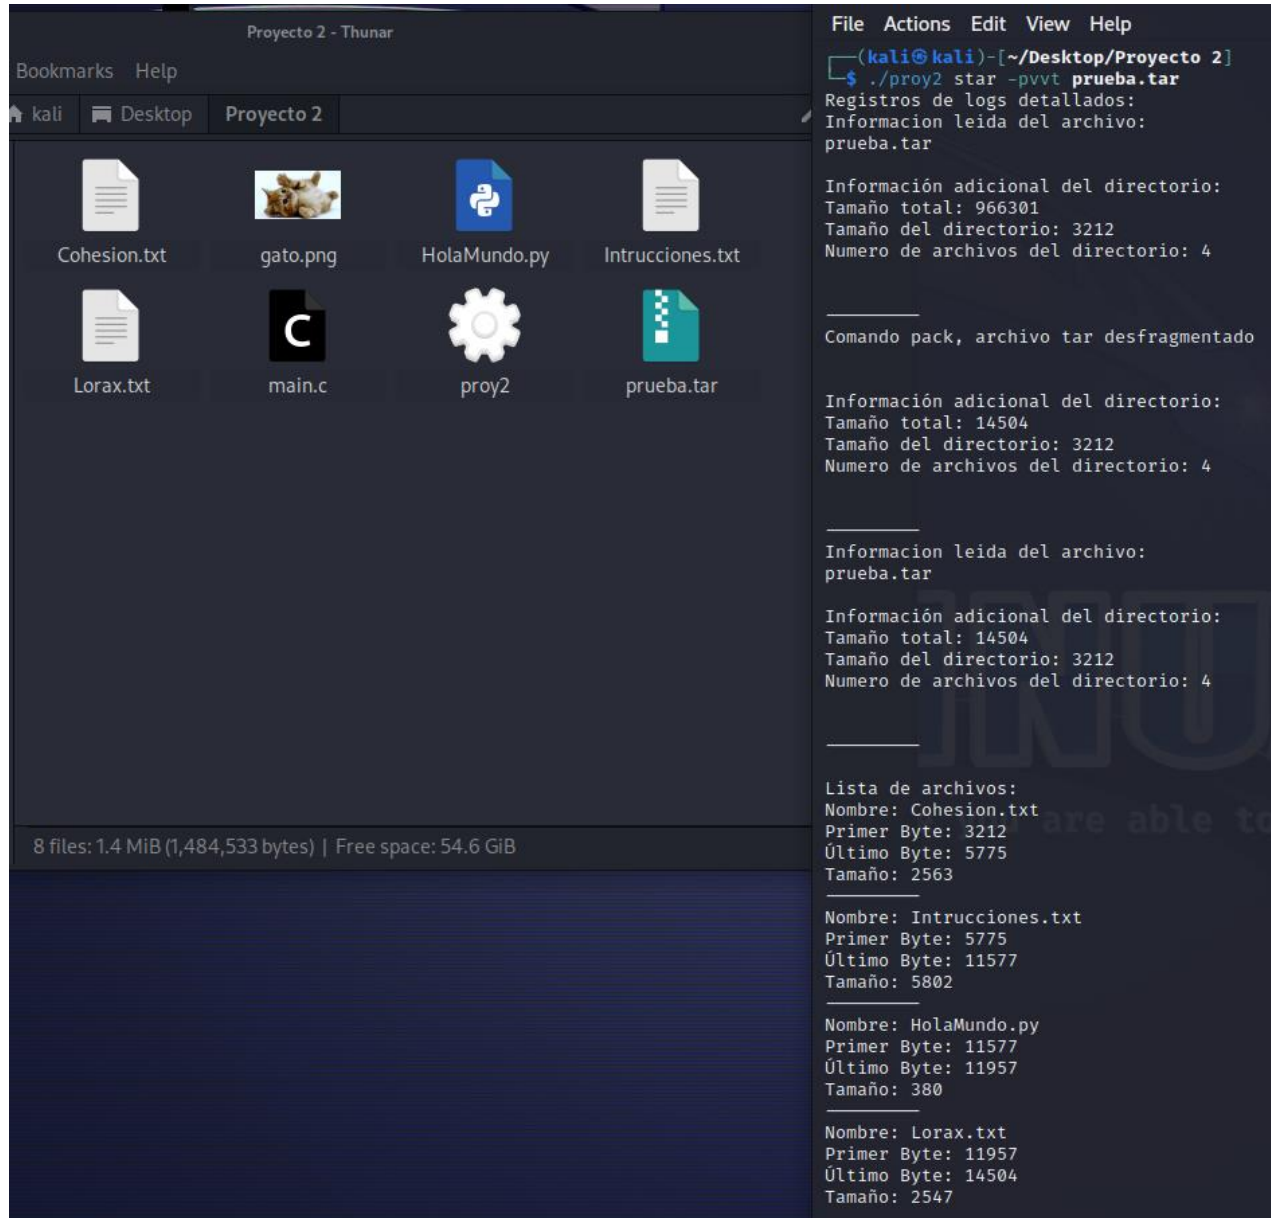 Proyecto 2 - Thunar
Bookmarks Help
kali Desktop Proyecto 2
Cohesion.txt gato.png HolaMundo.py Intrucciones.txt
Lorax.txt main.c proy2 prueba.tar
8 files: 1.4 MiB (1,484,533 bytes) | Free space: 54.6 GiB
File Actions Edit View Help
┌──(kali㉿kali)-[~/Desktop/Proyecto 2]
└─$ ./proy2 star -pvvt prueba.tar
Registros de logs detallados:
Informacion leida del archivo:
prueba.tar
Información adicional del directorio:
Tamaño total: 966301
Tamaño del directorio: 3212
Numero de archivos del directorio: 4
Comando pack, archivo tar desfragmentado
Información adicional del directorio:
Tamaño total: 14504
Tamaño del directorio: 3212
Numero de archivos del directorio: 4
Informacion leida del archivo:
prueba.tar
Información adicional del directorio:
Tamaño total: 14504
Tamaño del directorio: 3212
Numero de archivos del directorio: 4
Lista de archivos:
Nombre: Cohesion.txt
Primer Byte: 3212
Último Byte: 5775
Tamaño: 2563
Nombre: Intrucciones.txt
Primer Byte: 5775
Último Byte: 11577
Tamaño: 5802
Nombre: HolaMundo.py
Primer Byte: 11577
Último Byte: 11957
Tamaño: 380
Nombre: Lorax.txt
Primer Byte: 11957
Último Byte: 14504
Tamaño: 2547
are able to